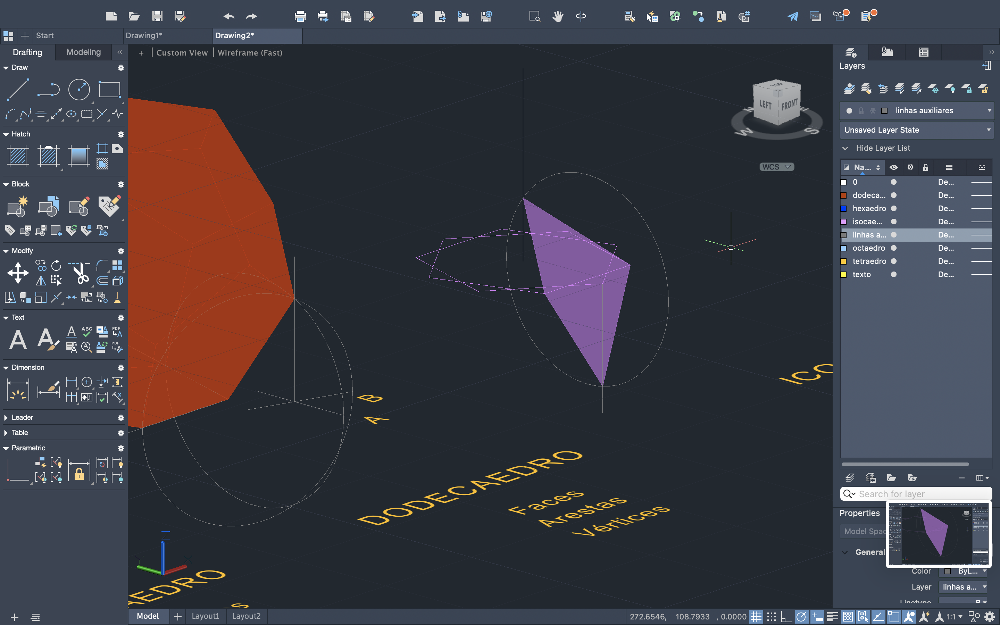 Start
Drawing1*
Drawing2*
Drafting
Modeling
Draw
Hatch
Block
Modify
Text
ABC
PDF
PDF
Dimension
Leader
Table
Parametric
+ | Custom View | Wireframe (Fast)
TOP
LEFT
FRONT
W
S
WCS
B
A
DODECAEDRO
Faces
Arestas
Vértices
ICO
EDRO
Z
Y
X
Layers
linhas auxiliares
Unsaved Layer State
Hide Layer List
Na...
0 De...
dodeca... De...
hexaedro De...
isocae... De...
linhas a... De...
octaedro De...
tetraedro De...
texto De...
Search for layer
Properties
Model Spac
General
Color ByL...
Layer linhas a...
Model
Layout1
Layout2
272.6546, 108.7933 , 0.0000
1:1